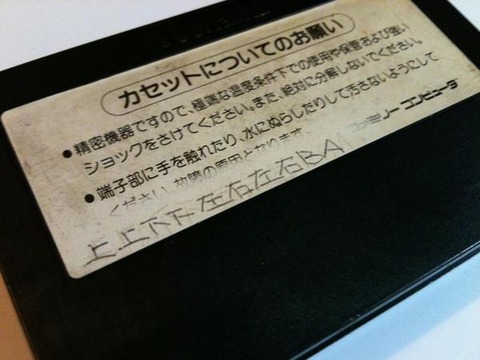 カセットについてのお願い
●精密機器ですので、極端な温度条件下での使用や保管および強い
ショックをさけてください。また、絶対に分解しないでください。
●端子部に手を触れたり、水にぬらしたりして汚さないようにして
ください。故障の原因となります。
ファミリー コンピュータ
上上下下左右左右BA